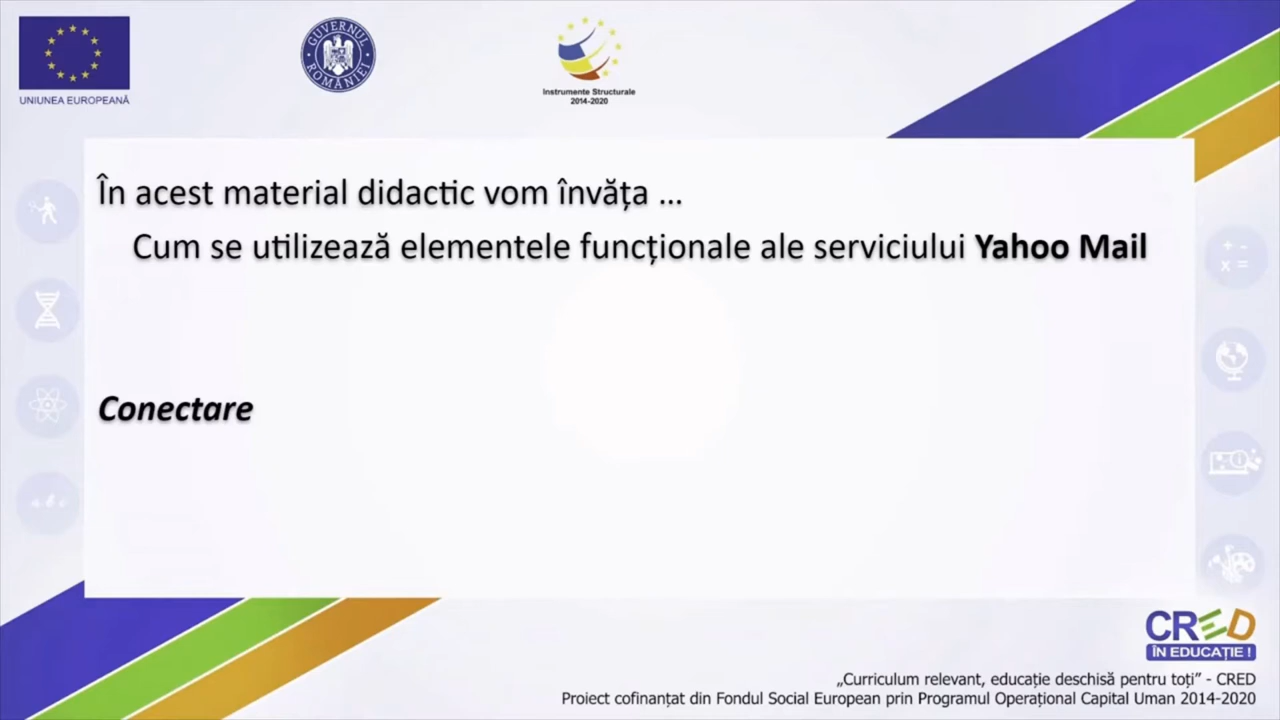 UNIUNEA EUROPEANĂ
GUVERNUL ROMÂNIEI
Instrumente Structurale
2014-2020
În acest material didactic vom învăța ...
Cum se utilizează elementele funcționale ale serviciului Yahoo Mail
Conectare
+ -
x =
CRED
ÎN EDUCAȚIE !
„Curriculum relevant, educație deschisă pentru toți” - CRED
Proiect cofinanțat din Fondul Social European prin Programul Operațional Capital Uman 2014-2020